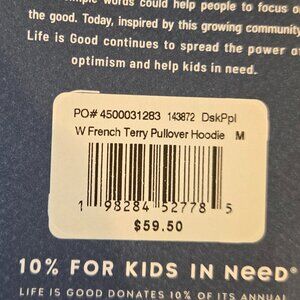 simple words could help people to focus o
the good. Today, inspired by this growing community
Life is Good continues to spread the power of
optimism and help kids in need.
PO# 4500031283 143872 DskPpl
W French Terry Pullover Hoodie M
1 98284 52778 5
$59.50
10% FOR KIDS IN NeeD®
LIFE IS GOOD DONATES 10% OF ITS ANNUAL